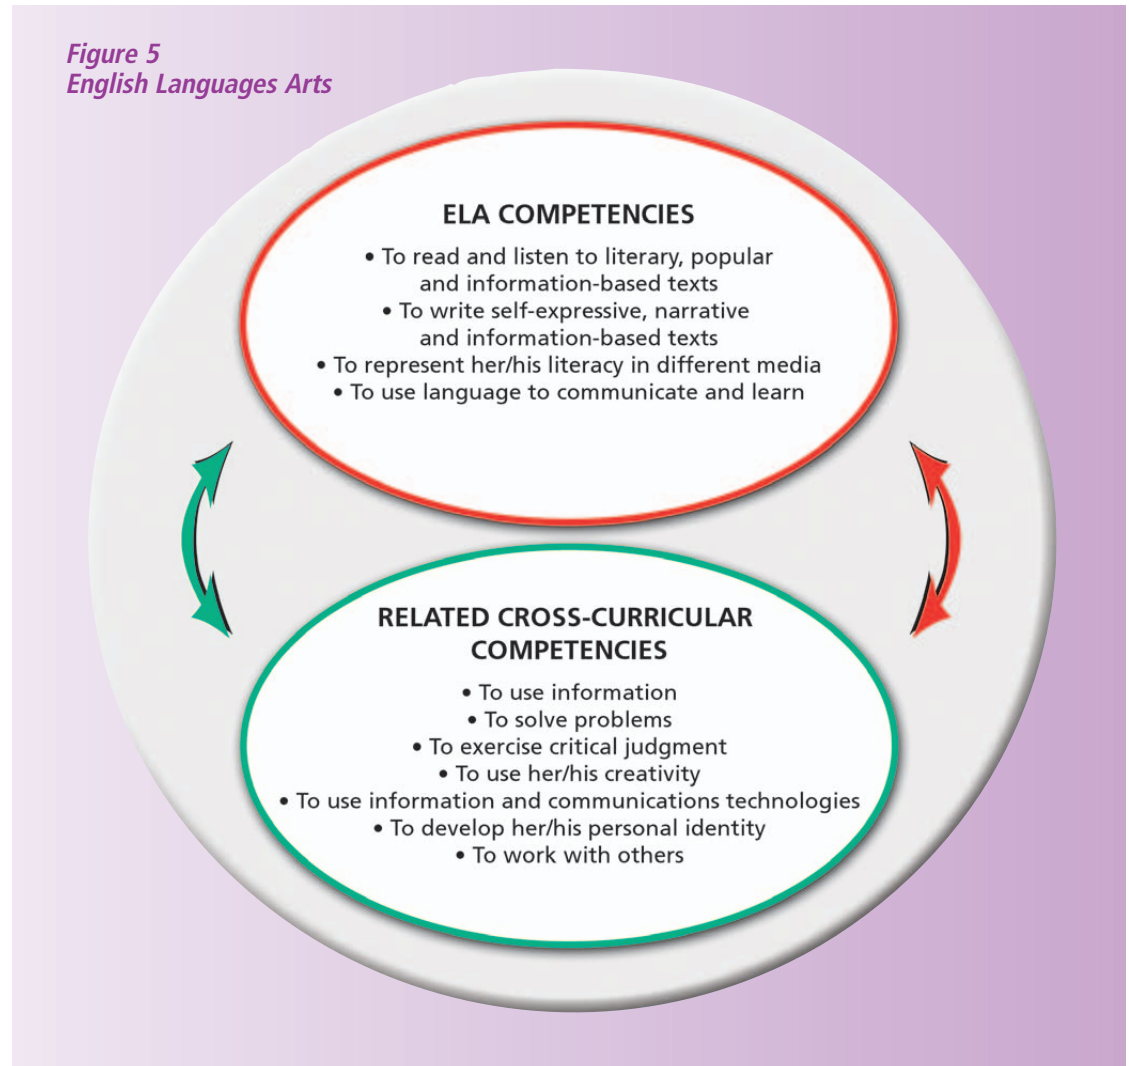 Figure 5
English Languages Arts
ELA COMPETENCIES
• To read and listen to literary, popular
and information-based texts
• To write self-expressive, narrative
and information-based texts
• To represent her/his literacy in different media
• To use language to communicate and learn
RELATED CROSS-CURRICULAR
COMPETENCIES
• To use information
• To solve problems
• To exercise critical judgment
• To use her/his creativity
• To use information and communications technologies
• To develop her/his personal identity
• To work with others